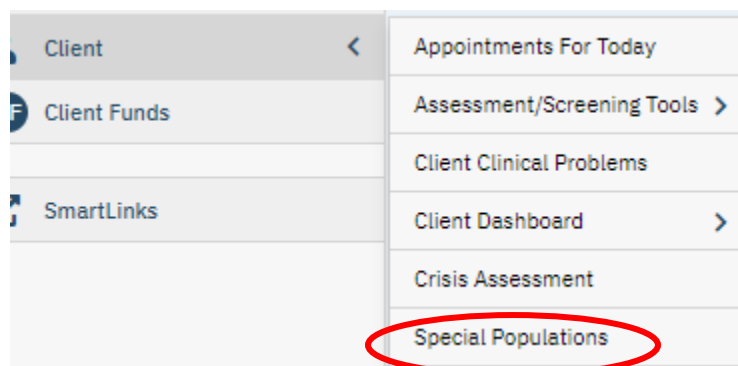 Client
Client Funds
SmartLinks
Appointments For Today
Assessment/Screening Tools
Client Clinical Problems
Client Dashboard
Crisis Assessment
Special Populations